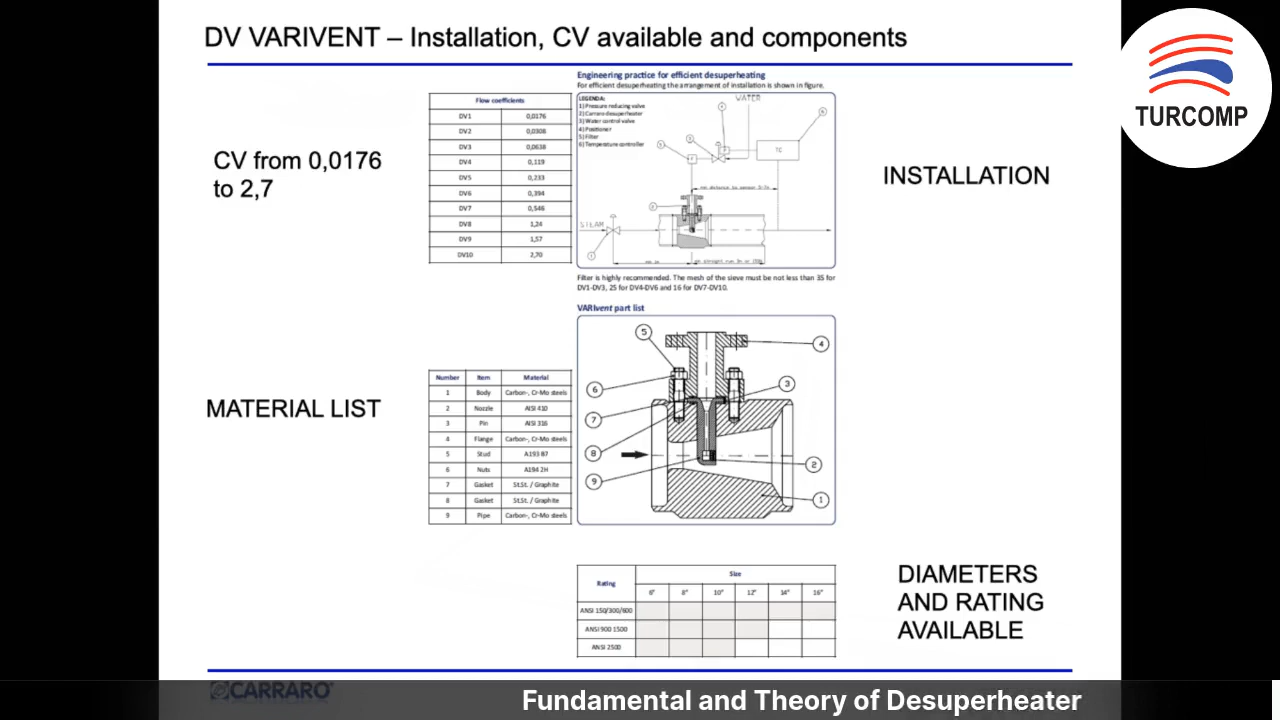 DV VARIVENT – Installation, CV available and components
TURCOMP
Engineering practice for efficient desuperheating
For efficient desuperheating the arrangement of installation is shown in figure.
CV from 0,0176
to 2,7
Flow coefficients
DV1 0,0176
DV2 0,0308
DV3 0,0638
DV4 0,119
DV5 0,233
DV6 0,394
DV7 0,546
DV8 1,24
DV9 1,57
DV10 2,70
LEGENDA:
1) Pressure reducing valve
2) Carraro desuperheater
3) Water control valve
4) Positioner
5) Filter
6) Temperature controller
WATER
TC
STEAM
INSTALLATION
Filter is highly recommended. The mesh of the sieve must be not less than 35 for
DV1-DV3, 25 for DV4-DV6 and 16 for DV7-DV10.
VARIvent part list
5
4
6
3
7
8
2
9
1
MATERIAL LIST
Number Item Material
1 Body Carbon-, Cr-Mo steels
2 Nozzle AISI 410
3 Pin AISI 316
4 Flange Carbon-, Cr-Mo steels
5 Stud A193 B7
6 Nuts A194 2H
7 Gasket St.St. / Graphite
8 Gasket St.St. / Graphite
9 Pipe Carbon-, Cr-Mo steels
Rating Size
6" 8" 10" 12" 14" 16"
ANSI 150/300/600
ANSI 900 1500
ANSI 2500
DIAMETERS
AND RATING
AVAILABLE
CARRARO
Fundamental and Theory of Desuperheater